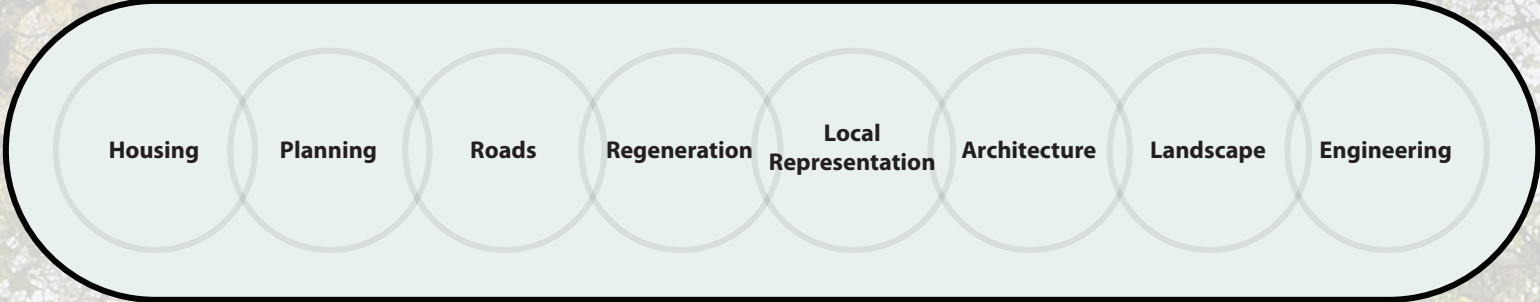 Housing
Planning
Roads
Regeneration
Local
Representation
Architecture
Landscape
Engineering